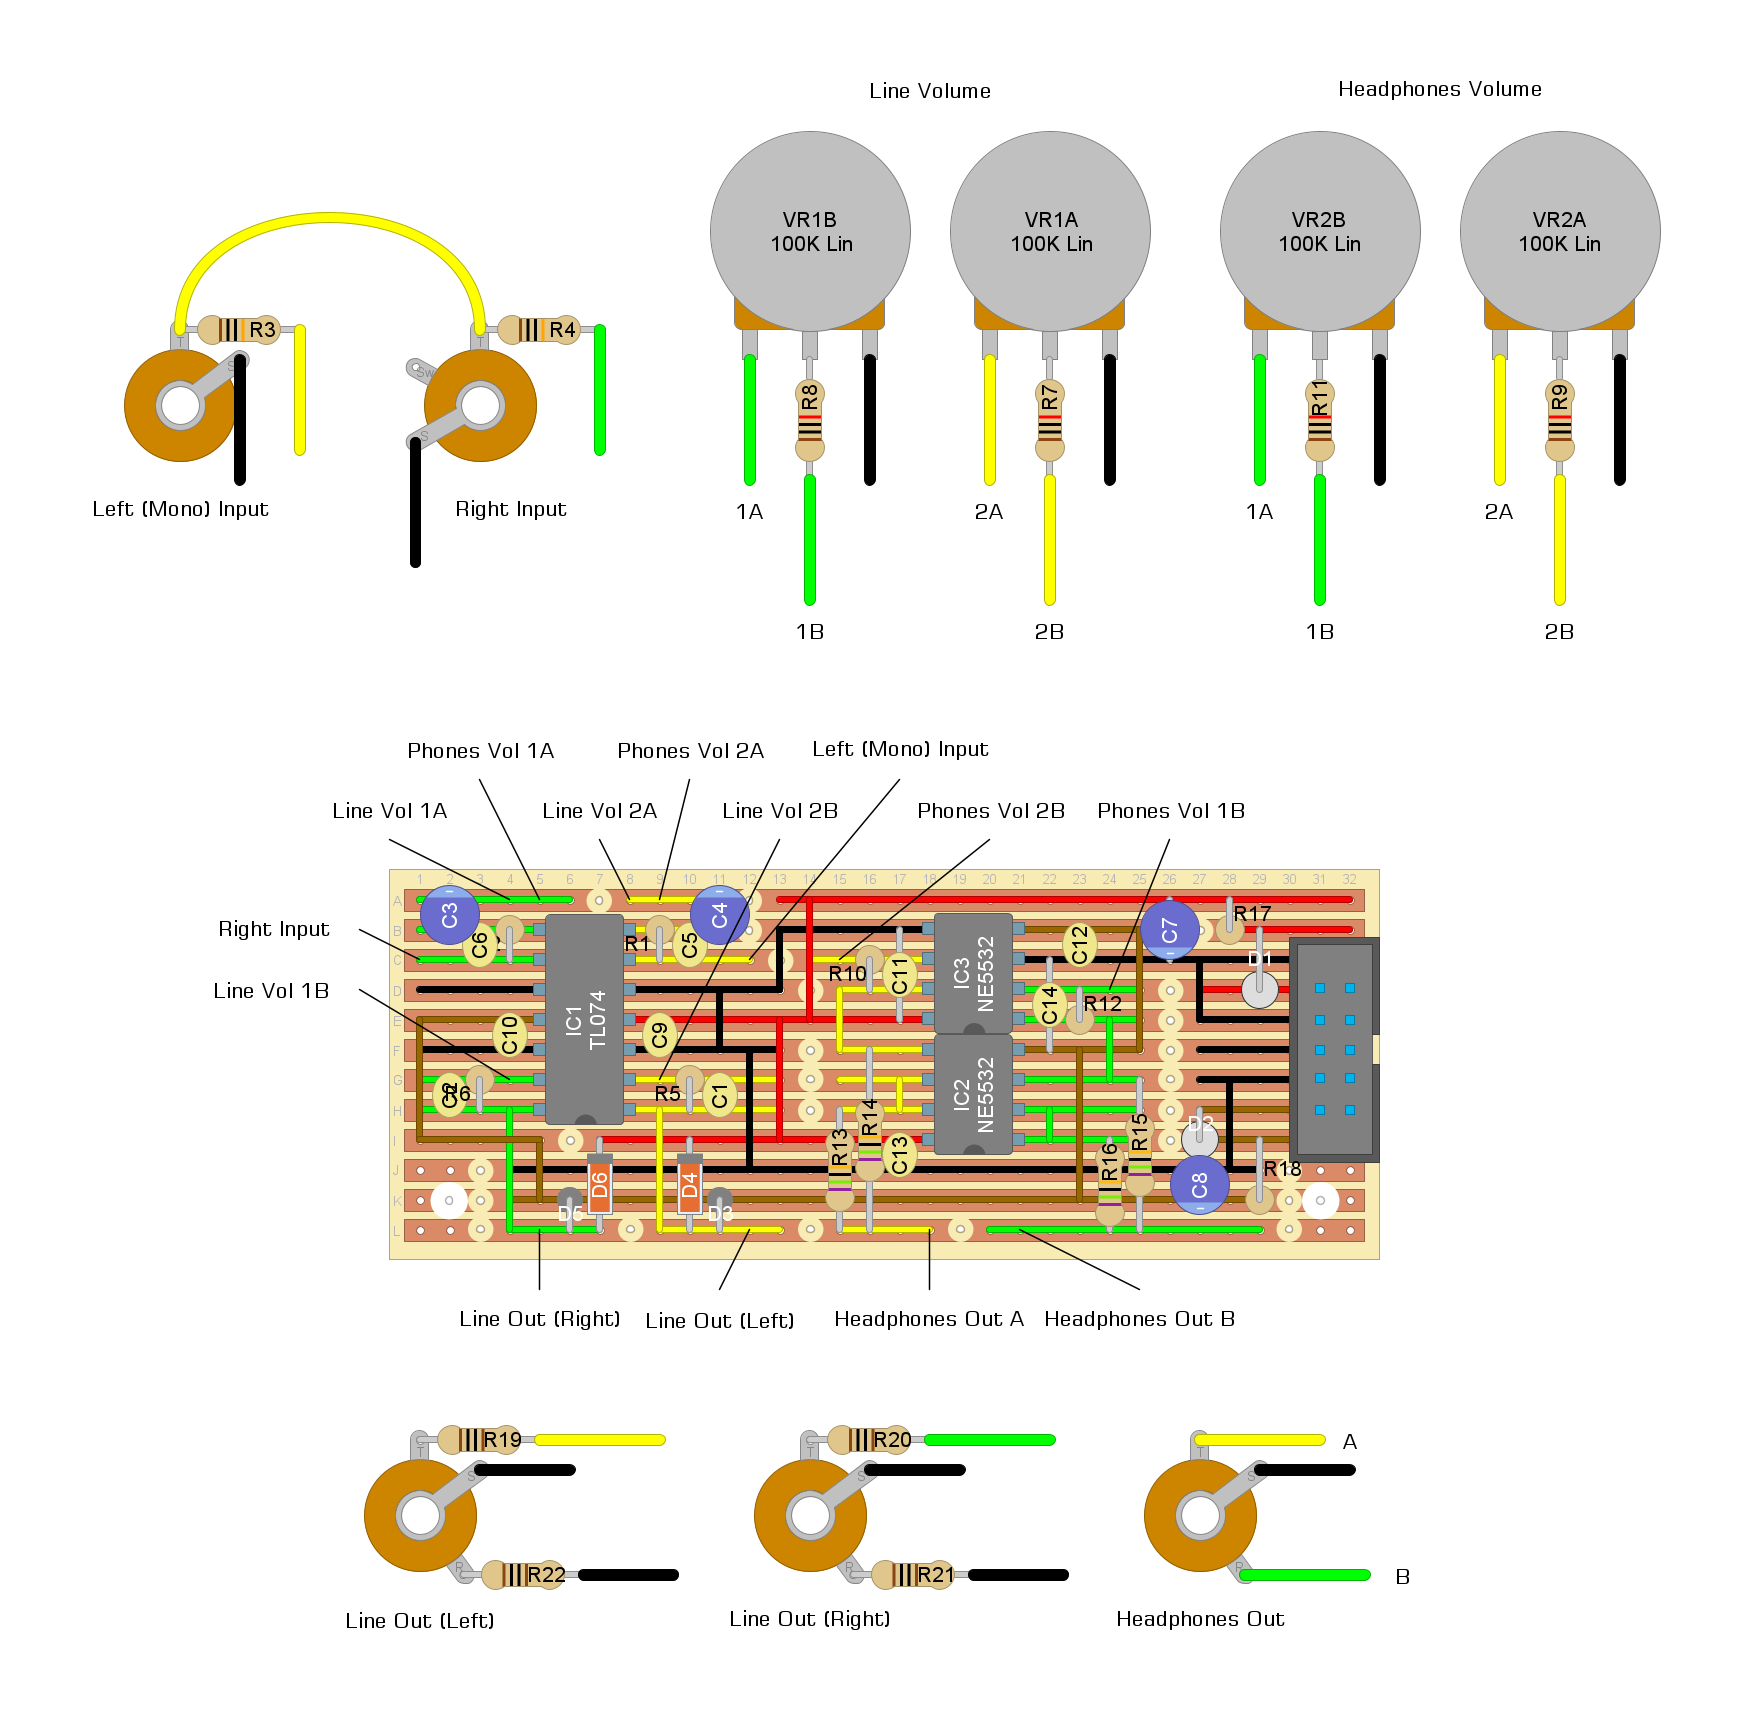 Line Volume
Headphones Volume
VR1B
100K Lin
VR1A
100K Lin
VR2B
100K Lin
VR2A
100K Lin
T
R3
T
R4
S
Sw
S
R8
R7
R11
R9
Left (Mono) Input
Right Input
1A
2A
1A
2A
1B
2B
1B
2B
Phones Vol 1A
Phones Vol 2A
Left (Mono) Input
Line Vol 1A
Line Vol 2A
Line Vol 2B
Phones Vol 2B
Phones Vol 1B
1 2 3 4 5 6 7 8 9 10 11 12 13 14 15 16 17 18 19 20 21 22 23 24 25 26 27 28 29 30 31 32
A
B
C
D
E
F
G
H
I
J
K
L
Right Input
Line Vol 1B
C3
C6
R1
C5
C4
R10
C11
IC3
NE5532
C12
C7
R17
D1
C14
R12
IC1
TL074
C10
C9
C2
R6
R5
C1
IC2
NE5532
R13
R14
C13
R16
R15
D2
C8
R18
D6
D5
D4
D3
Line Out (Right)
Line Out (Left)
Headphones Out A
Headphones Out B
T
R19
S
R
R22
T
R20
S
R
R21
T
A
S
R
B
Line Out (Left)
Line Out (Right)
Headphones Out